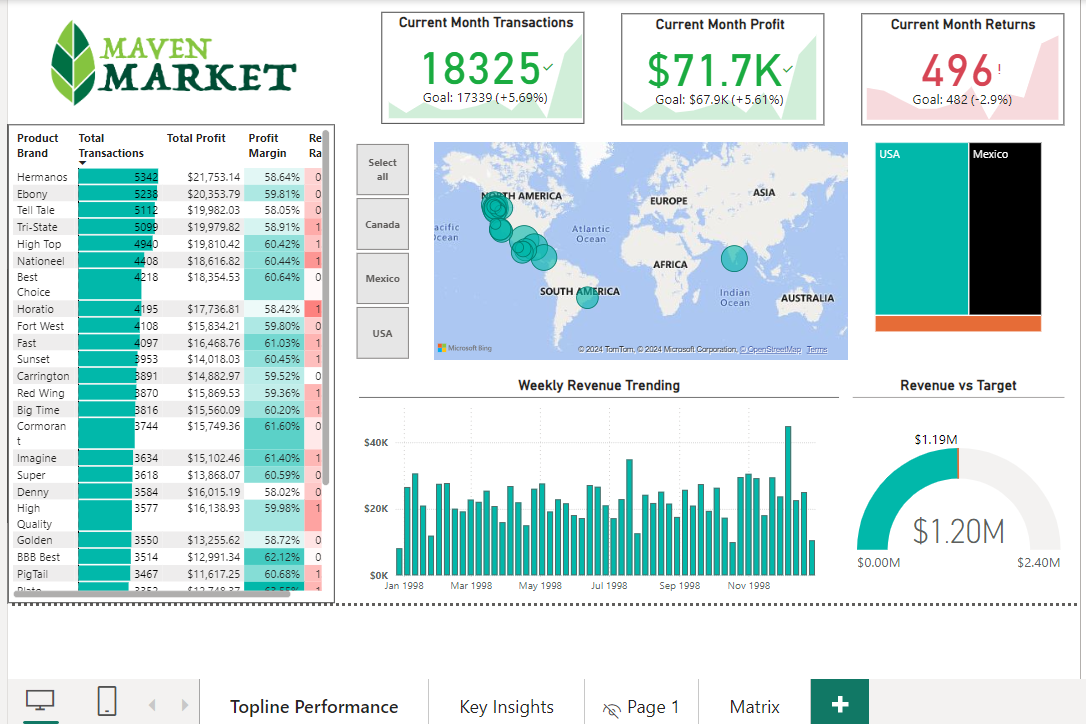 MAVEN
MARKET
Current Month Transactions
18325
Goal: 17339 (+5.69%)
Current Month Profit
$71.7K
Goal: $67.9K (+5.61%)
Current Month Returns
496!
Goal: 482 (-2.9%)
Product Brand Total Transactions Total Profit Profit Margin Re Ra
Hermanos 5342 $21,753.14 58.64% 0
Ebony 5238 $20,353.79 59.81% 0
Tell Tale 5112 $19,982.03 58.05% 0
Tri-State 5099 $19,979.82 58.91% 1
High Top 4940 $19,810.42 60.42% 1
Nationeel 4408 $18,616.82 60.44% 1
Best Choice 4218 $18,354.53 60.64% 0
Horatio 4195 $17,736.81 58.42% 1
Fort West 4108 $15,834.21 59.80% 0
Fast 4097 $16,468.76 61.03% 1
Sunset 3953 $14,018.03 60.45% 1
Carrington 3891 $14,882.97 59.52% 0
Red Wing 3870 $15,869.53 59.36% 1
Big Time 3816 $15,560.09 60.20% 1
Cormoran t 3744 $15,749.36 61.60% 0
Imagine 3634 $15,102.46 61.40% 1
Super 3618 $13,868.07 60.59% 0
Denny 3584 $16,015.19 58.02% 0
High Quality 3577 $16,138.93 59.98% 1
Golden 3550 $13,255.62 58.72% 0
BBB Best 3514 $12,991.34 62.12% 0
PigTail 3467 $11,617.25 60.68% 1
Select all
Canada
Mexico
USA
NORTH AMERICA
EUROPE
ASIA
acific
Ocean
Atlantic
Ocean
AFRICA
SOUTH AMERICA
Indian
Ocean
AUSTRALIA
Microsoft Bing
© 2024 TomTom, © 2024 Microsoft Corporation, © OpenStreetMap Terms
USA
Mexico
Weekly Revenue Trending
$40K
$20K
$0K
Jan 1998 Mar 1998 May 1998 Jul 1998 Sep 1998 Nov 1998
Revenue vs Target
$1.19M
$1.20M
$0.00M $2.40M
Topline Performance
Key Insights
Page 1
Matrix
+